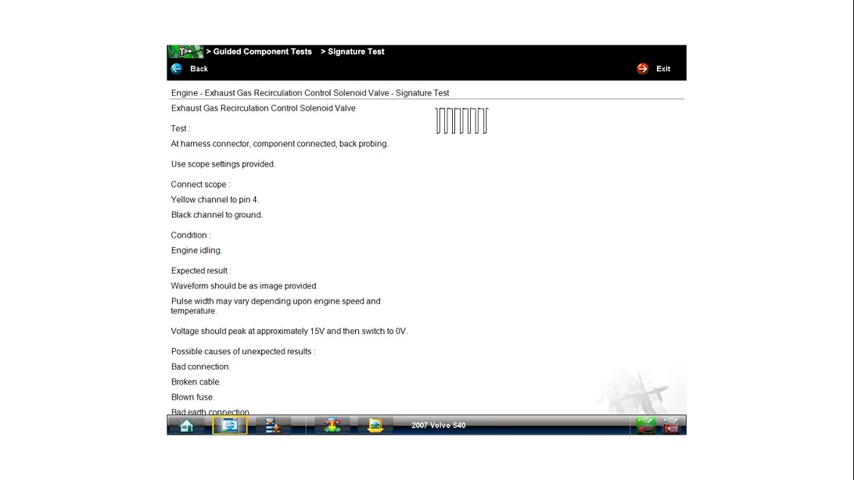 > Guided Component Tests > Signature Test
Back Exit
Engine - Exhaust Gas Recirculation Control Solenoid Valve - Signature Test
Exhaust Gas Recirculation Control Solenoid Valve
Test :
At harness connector, component connected, back probing.
Use scope settings provided.
Connect scope :
Yellow channel to pin 4.
Black channel to ground.
Condition :
Engine idling.
Expected result :
Waveform should be as image provided.
Pulse width may vary depending upon engine speed and
temperature.
Voltage should peak at approximately 15V and then switch to 0V.
Possible causes of unexpected results :
Bad connection.
Broken cable.
Blown fuse.
Bad earth connection
2007 Volvo S40